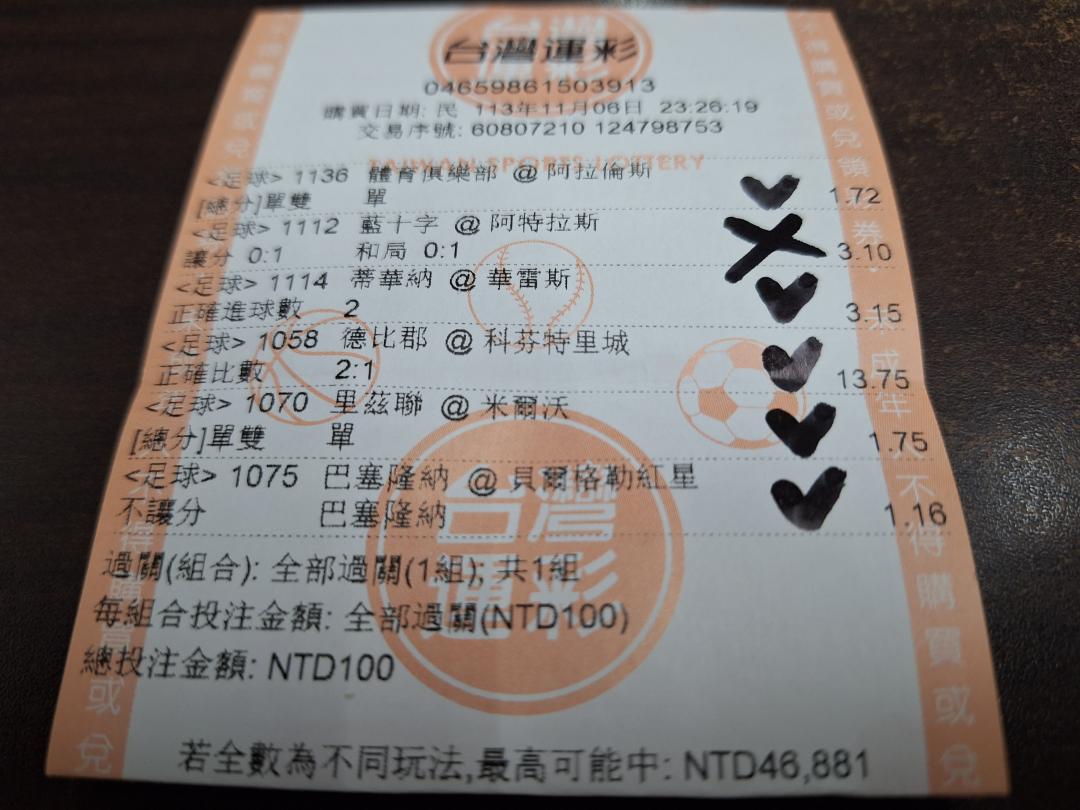 台灣運彩
04659861503913
購買日期: 民 113年11月06日 23:26:19
交易序號: 60807210 124798753
TAIWAN SPORTS LOTTERY
<足球> 1136 體育俱樂部 @ 阿拉倫斯
[總分]單雙 單 1.72
<足球> 1112 藍十字 @ 阿特拉斯
讓分 0:1 和局 0:1 3.10
<足球> 1114 蒂華納 @ 華雷斯
正確進球數 2 3.15
<足球> 1058 德比郡 @ 科芬特里城
正確比數 2:1 13.75
<足球> 1070 里茲聯 @ 米爾沃
[總分]單雙 單 1.75
<足球> 1075 巴塞隆納 @ 貝爾格勒紅星
不讓分 巴塞隆納 1.16
台灣運彩
過關(組合): 全部過關(1組); 共1組
每組合投注金額: 全部過關(NTD100)
總投注金額: NTD100
若全數為不同玩法,最高可能中: NTD46,881